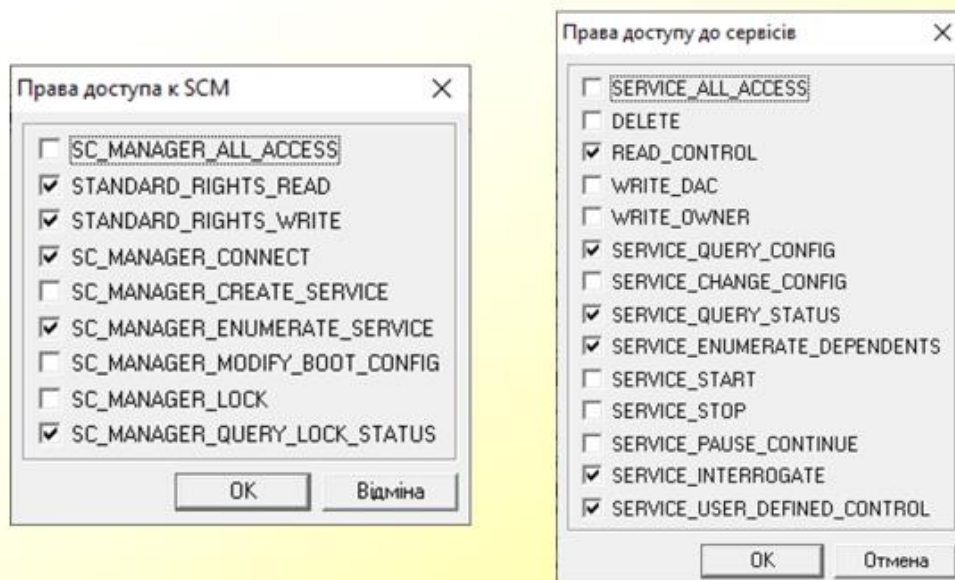 Права доступа к SCM
SC_MANAGER_ALL_ACCESS
STANDARD_RIGHTS_READ
STANDARD_RIGHTS_WRITE
SC_MANAGER_CONNECT
SC_MANAGER_CREATE_SERVICE
SC_MANAGER_ENUMERATE_SERVICE
SC_MANAGER_MODIFY_BOOT_CONFIG
SC_MANAGER_LOCK
SC_MANAGER_QUERY_LOCK_STATUS
OK Відміна
Права доступу до сервісів
SERVICE_ALL_ACCESS
DELETE
READ_CONTROL
WRITE_DAC
WRITE_OWNER
SERVICE_QUERY_CONFIG
SERVICE_CHANGE_CONFIG
SERVICE_QUERY_STATUS
SERVICE_ENUMERATE_DEPENDENTS
SERVICE_START
SERVICE_STOP
SERVICE_PAUSE_CONTINUE
SERVICE_INTERROGATE
SERVICE_USER_DEFINED_CONTROL
OK Отмена